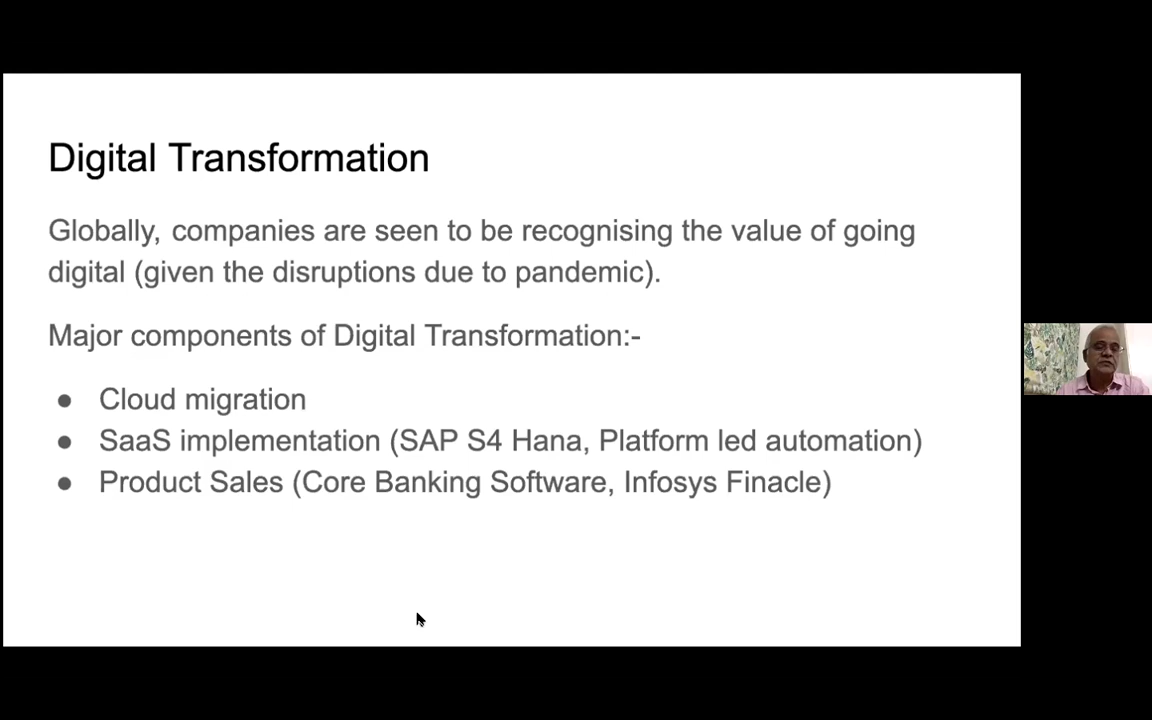 Digital Transformation
Globally, companies are seen to be recognising the value of going
digital (given the disruptions due to pandemic).
Major components of Digital Transformation:-
● Cloud migration
● SaaS implementation (SAP S4 Hana, Platform led automation)
● Product Sales (Core Banking Software, Infosys Finacle)